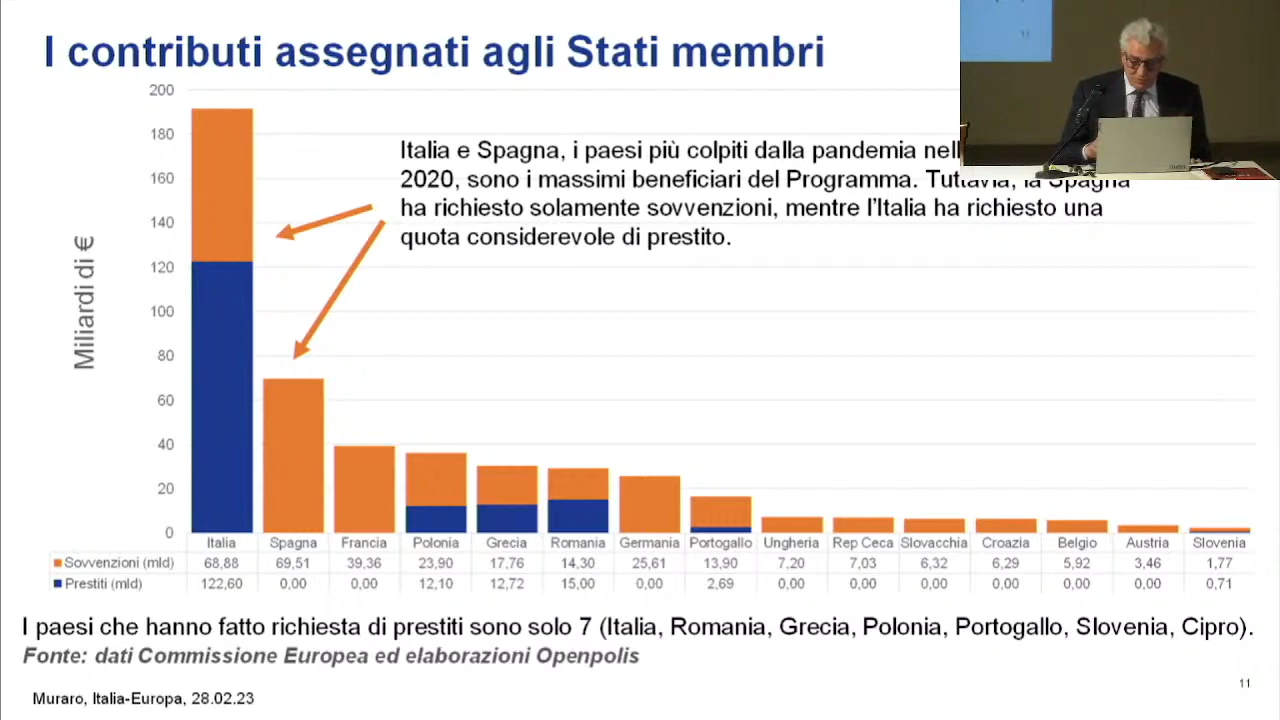 I contributi assegnati agli Stati membri
Italia e Spagna, i paesi più colpiti dalla pandemia nell
2020, sono i massimi beneficiari del Programma. Tuttavia, la Spagna
ha richiesto solamente sovvenzioni, mentre l'Italia ha richiesto una
quota considerevole di prestito.
Miliardi di €
200
180
160
140
120
100
80
60
40
20
0
Italia Spagna Francia Polonia Grecia Romania Germania Portogallo Ungheria Rep Ceca Slovacchia Croazia Belgio Austria Slovenia
Sovvenzioni (mld) 68,88 69,51 39,36 23,90 17,76 14,30 25,61 13,90 7,20 7,03 6,32 6,29 5,92 3,46 1,77
Prestiti (mld) 122,60 0,00 0,00 12,10 12,72 15,00 0,00 2,69 0,00 0,00 0,00 0,00 0,00 0,00 0,71
I paesi che hanno fatto richiesta di prestiti sono solo 7 (Italia, Romania, Grecia, Polonia, Portogallo, Slovenia, Cipro).
Fonte: dati Commissione Europea ed elaborazioni Openpolis
11
Muraro, Italia-Europa, 28.02.23